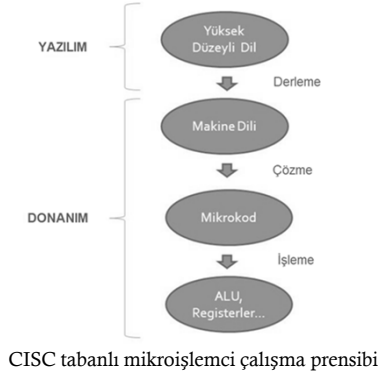 YAZILIM
Yüksek
Düzeyli Dil
Derleme
Makine Dili
Çözme
DONANIM
Mikrokod
İşleme
ALU,
Registerler...
CISC tabanlı mikroişlemci çalışma prensibi